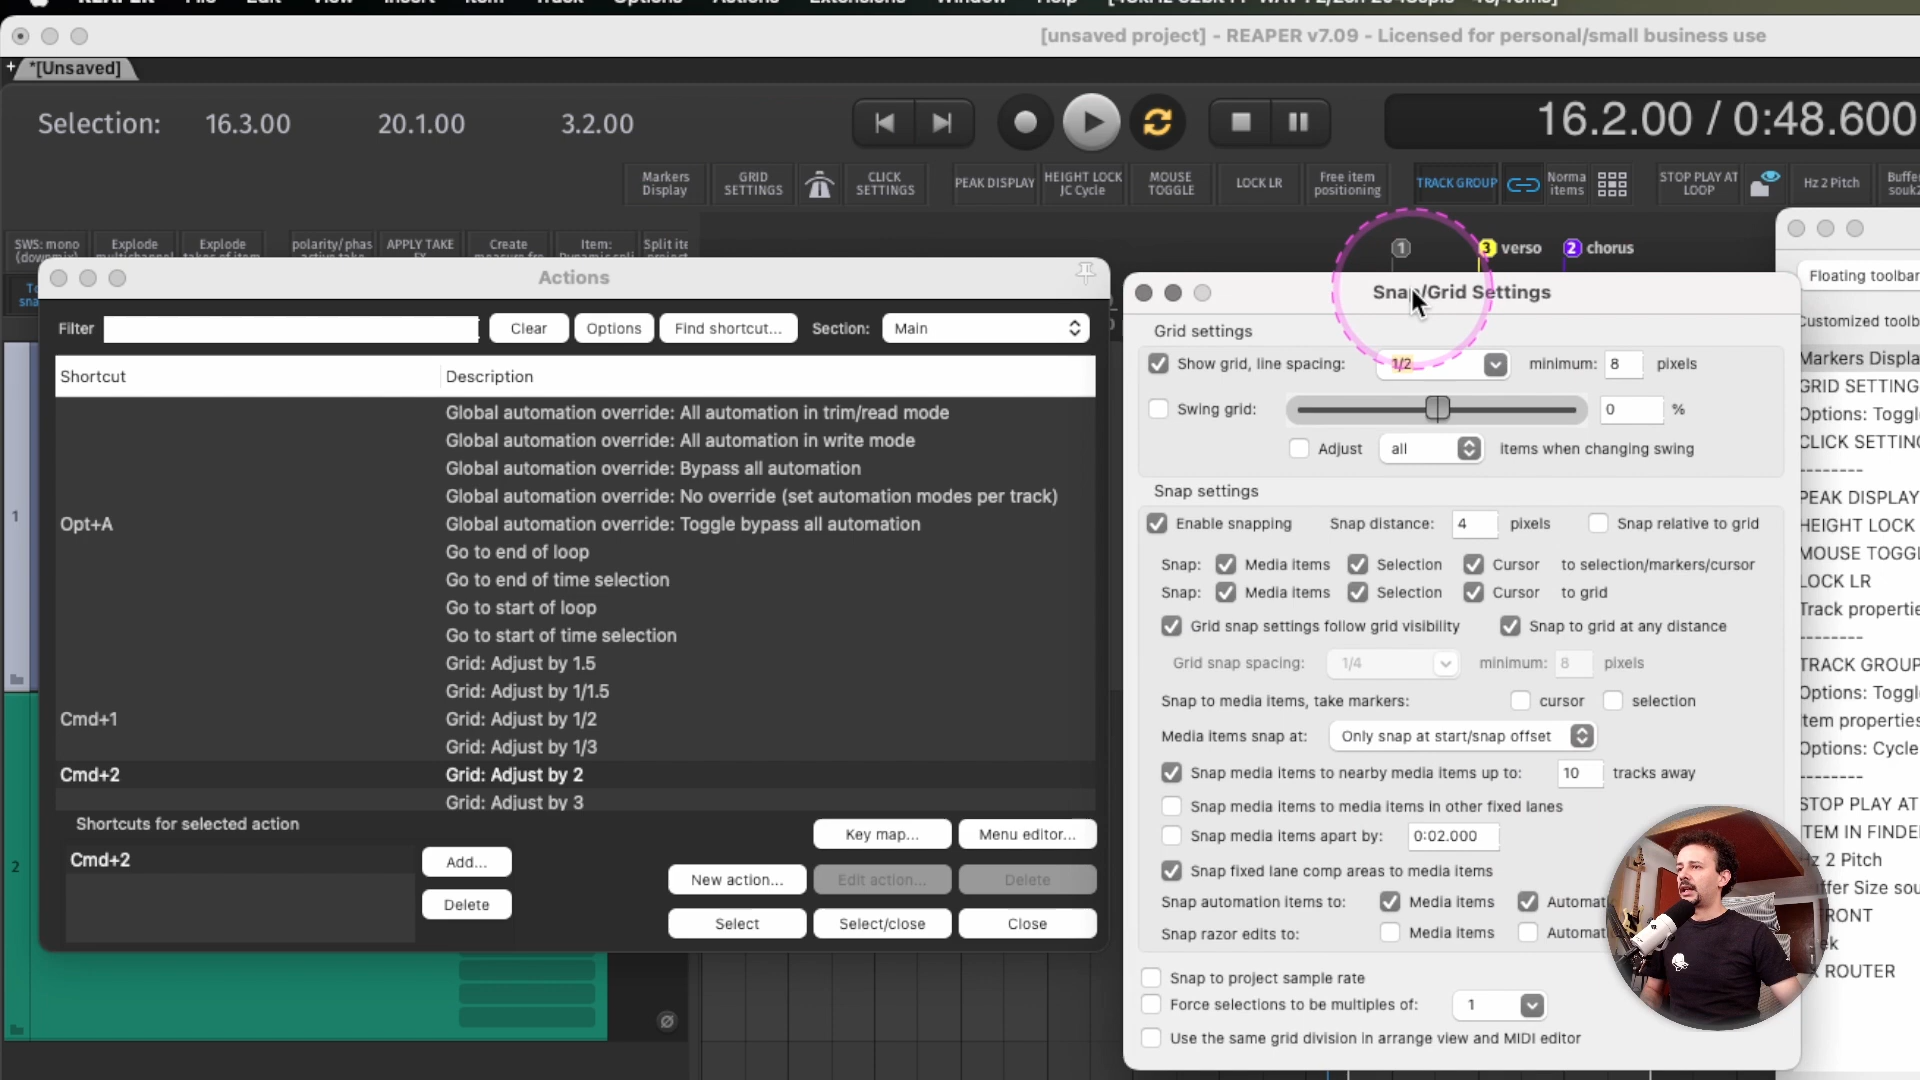 [unsaved project] - REAPER v7.09 - Licensed for personal/small business use
+ *[Unsaved]
Selection: 16.3.00 20.1.00 3.2.00
16.2.00 / 0:48.600
Markers Display
GRID SETTINGS
CLICK SETTINGS
PEAK DISPLAY
HEIGHT LOCK JC Cycle
MOUSE TOGGLE
LOCK LR
Free item positioning
TRACK GROUP
Norma items
STOP PLAY AT LOOP
Hz 2 Pitch
Buffer
SWS: mono
Explode
Explode
polarity/phas
APPLY TAKE
Create
Item:
Split ite
1
3 verso
2 chorus
Actions
Filter Clear Options Find shortcut... Section: Main
Shortcut Description
Global automation override: All automation in trim/read mode
Global automation override: All automation in write mode
Global automation override: Bypass all automation
Global automation override: No override (set automation modes per track)
Opt+A Global automation override: Toggle bypass all automation
Go to end of loop
Go to end of time selection
Go to start of loop
Go to start of time selection
Grid: Adjust by 1.5
Grid: Adjust by 1/1.5
Cmd+1 Grid: Adjust by 1/2
Grid: Adjust by 1/3
Cmd+2 Grid: Adjust by 2
Grid: Adjust by 3
Shortcuts for selected action
Cmd+2
Add...
Delete
Key map... Menu editor...
New action... Edit action... Delete
Select Select/close Close
1
2
Snap/Grid Settings
Grid settings
Show grid, line spacing: 1/2 minimum: 8 pixels
Swing grid: 0 %
Adjust all items when changing swing
Snap settings
Enable snapping Snap distance: 4 pixels Snap relative to grid
Snap: Media items Selection Cursor to selection/markers/cursor
Snap: Media items Selection Cursor to grid
Grid snap settings follow grid visibility Snap to grid at any distance
Grid snap spacing: 1/4 minimum: 8 pixels
Snap to media items, take markers: cursor selection
Media items snap at: Only snap at start/snap offset
Snap media items to nearby media items up to: 10 tracks away
Snap media items to media items in other fixed lanes
Snap media items apart by: 0:02.000
Snap fixed lane comp areas to media items
Snap automation items to: Media items Automat
Snap razor edits to: Media items Automat
Snap to project sample rate
Force selections to be multiples of: 1
Use the same grid division in arrange view and MIDI editor
Floating toolbar
Customized toolb
Markers Displa
GRID SETTING
Options: Toggl
CLICK SETTING
--------
PEAK DISPLAY
HEIGHT LOCK
MOUSE TOGGL
LOCK LR
Track propertie
--------
TRACK GROUP
Options: Toggl
tem properties
Options: Cycle
--------
STOP PLAY AT
TEM IN FINDE
Hz 2 Pitch
ffer Size sou
FRONT
ROUTER